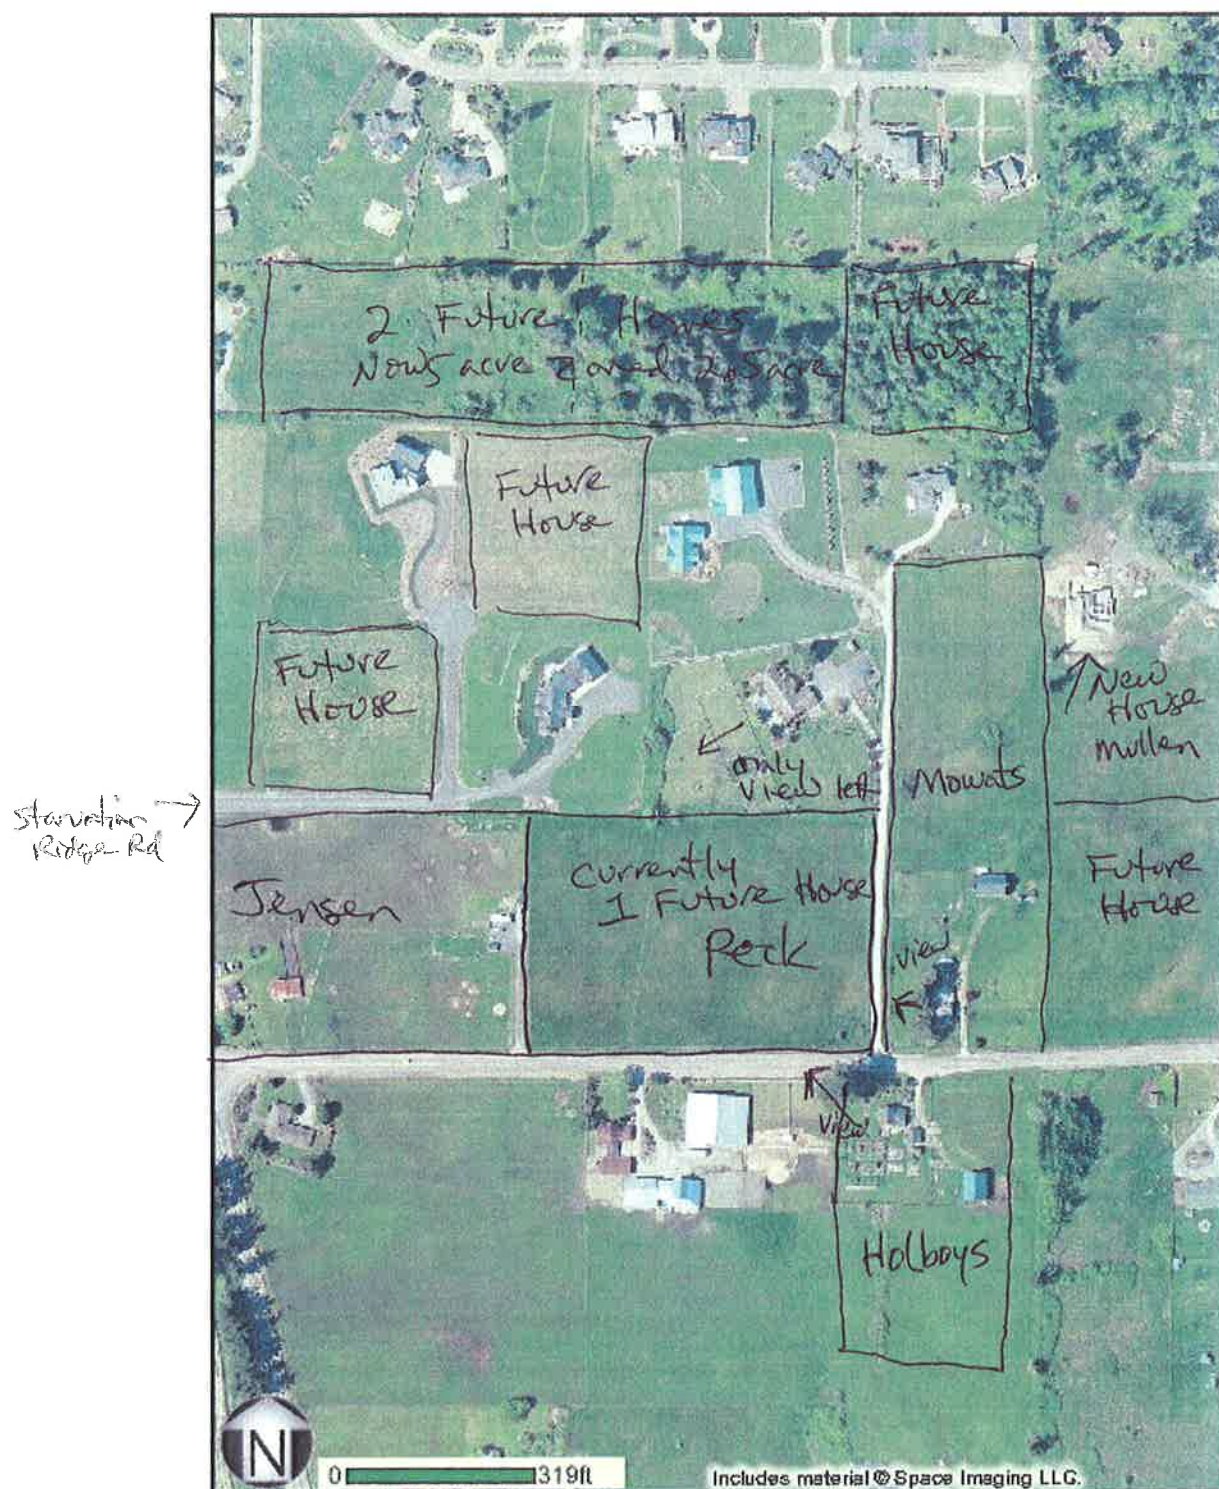 2 Future Homes
Now 5 acre Zoned 2.5 acre
Future
House
Future
House
Future
House
New
House
Mullen
only
View left
Mowats
Starvation
Ridge Rd
Jensen
Currently
1 Future House
Peck
Future
House
View
View
Holboys
N
0 319ft
Includes material © Space Imaging LLC.